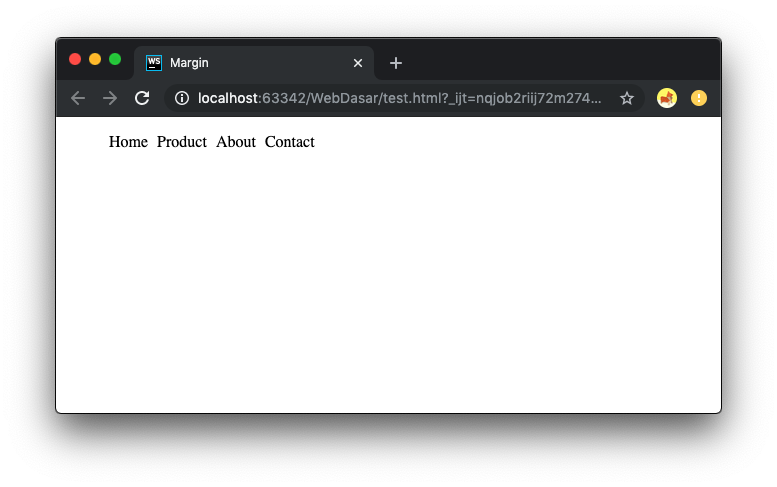 WS
Margin
localhost:63342/WebDasar/test.html?_ijt=nqjob2riij72m274...
Home Product About Contact